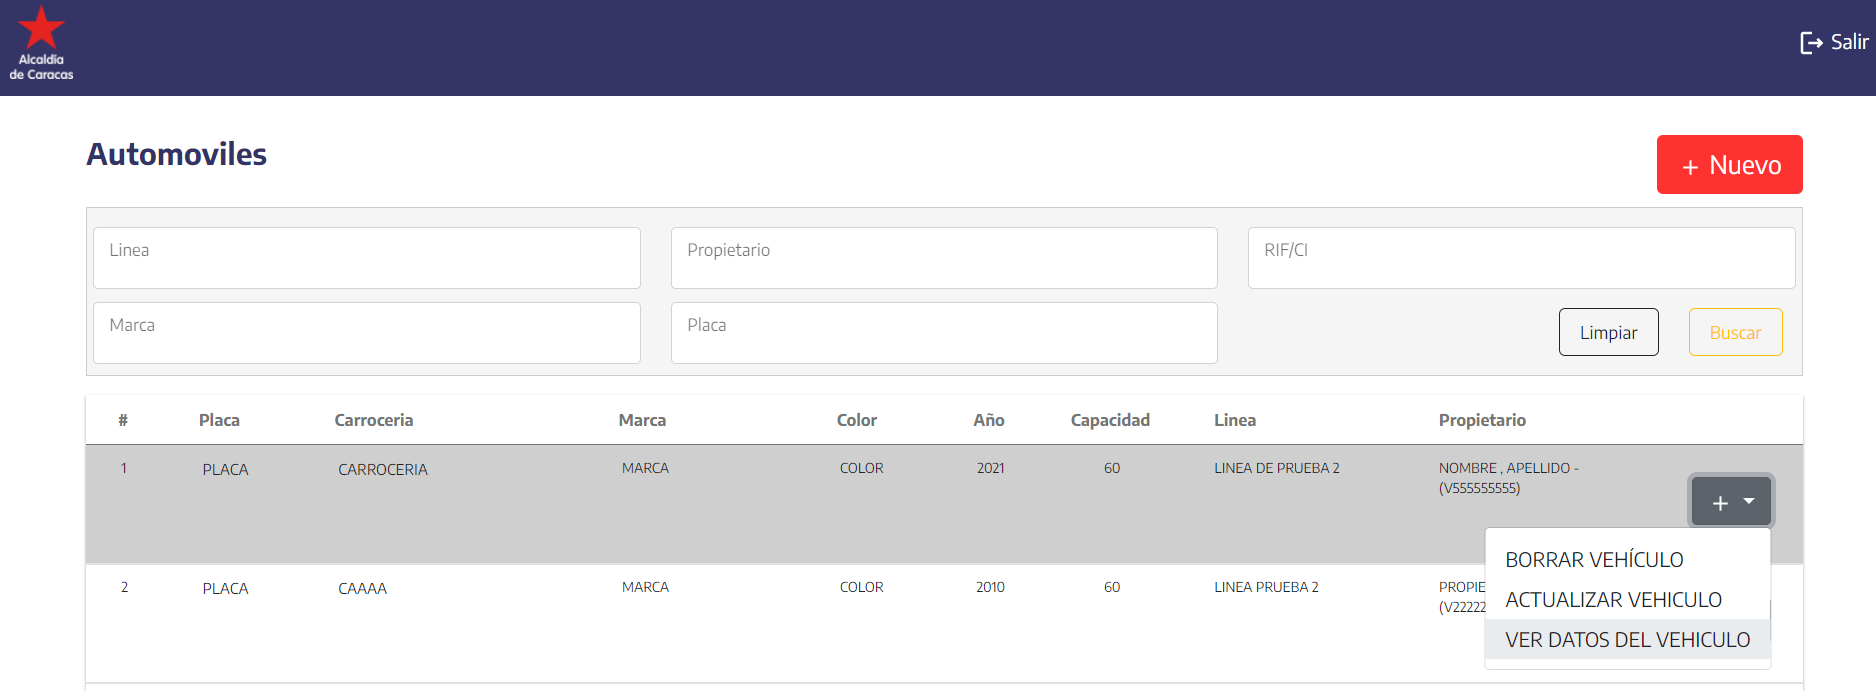 Alcaldía
de Caracas
Salir
Automoviles
+ Nuevo
Linea
Propietario
RIF/CI
Marca
Placa
Limpiar
Buscar
# Placa Carroceria Marca Color Año Capacidad Linea Propietario
1 PLACA CARROCERIA MARCA COLOR 2021 60 LINEA DE PRUEBA 2 NOMBRE , APELLIDO -
(V555555555)
+
BORRAR VEHÍCULO
2 PLACA CAAAA MARCA COLOR 2010 60 LINEA PRUEBA 2 PROPIE
(V22222
ACTUALIZAR VEHICULO
VER DATOS DEL VEHICULO